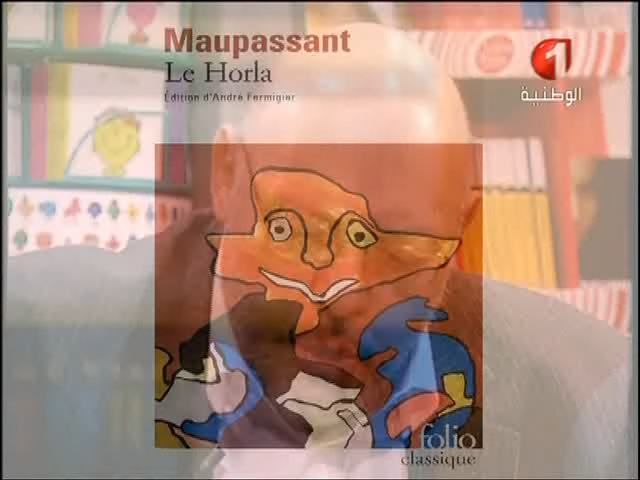 Maupassant
Le Horla
Édition d'André Fermigier
1
الوطنية
folio
classique